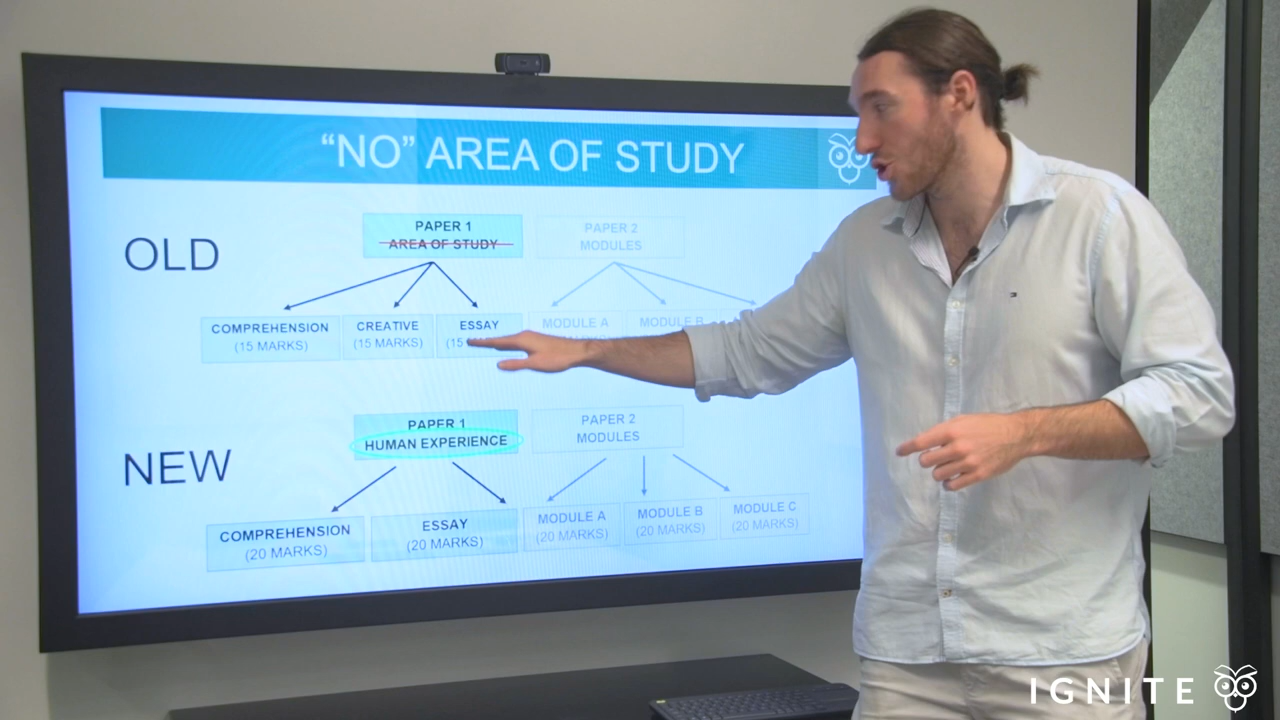 “NO” AREA OF STUDY
OLD
PAPER 1
AREA OF STUDY
PAPER 2
MODULES
COMPREHENSION
(15 MARKS)
CREATIVE
(15 MARKS)
ESSAY
(15
MODULE A
MODULE B
NEW
PAPER 1
HUMAN EXPERIENCE
PAPER 2
MODULES
COMPREHENSION
(20 MARKS)
ESSAY
(20 MARKS)
MODULE A
(20 MARKS)
MODULE B
(20 MARKS)
MODULE C
(20 MARKS)
IGNITE